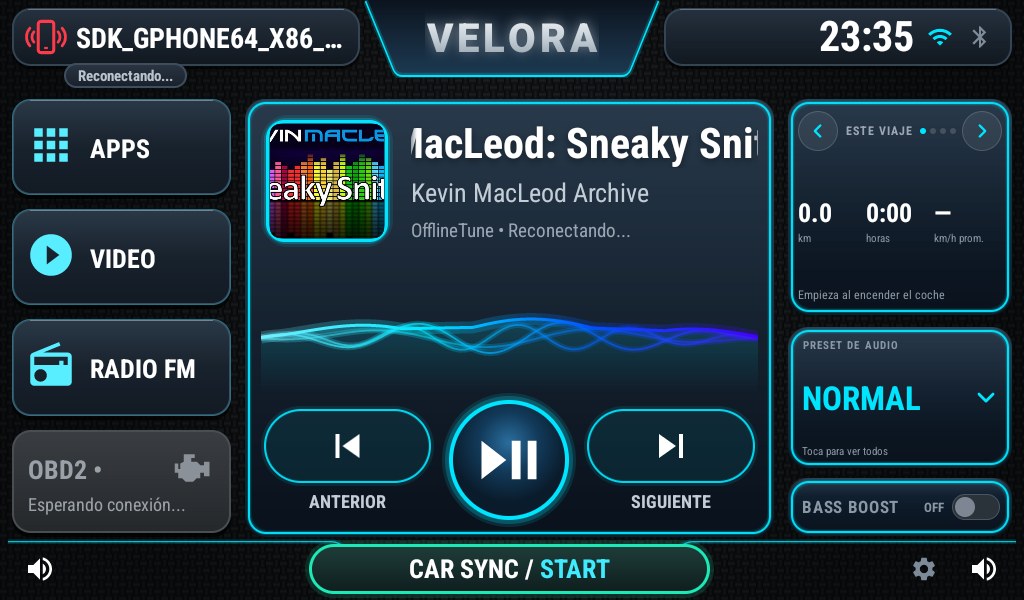 SDK_GPHONE64_X86_...
Reconectando...
VELORA
23:35
APPS
VIDEO
RADIO FM
OBD2 •
Esperando conexión...
VINMACLE
eaky Snit
MacLeod: Sneaky Snit
Kevin MacLeod Archive
OfflineTune • Reconectando...
ANTERIOR
SIGUIENTE
ESTE VIAJE
0.0 0:00 –
km horas km/h prom.
Empieza al encender el coche
PRESET DE AUDIO
NORMAL
Toca para ver todos
BASS BOOST OFF
CAR SYNC / START